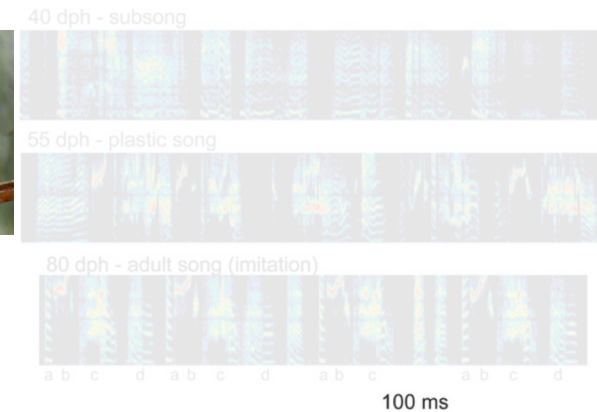 40 dph - subsong
55 dph - plastic song
80 dph - adult song (imitation)
a b c d a b c d a b c a b c d
100 ms